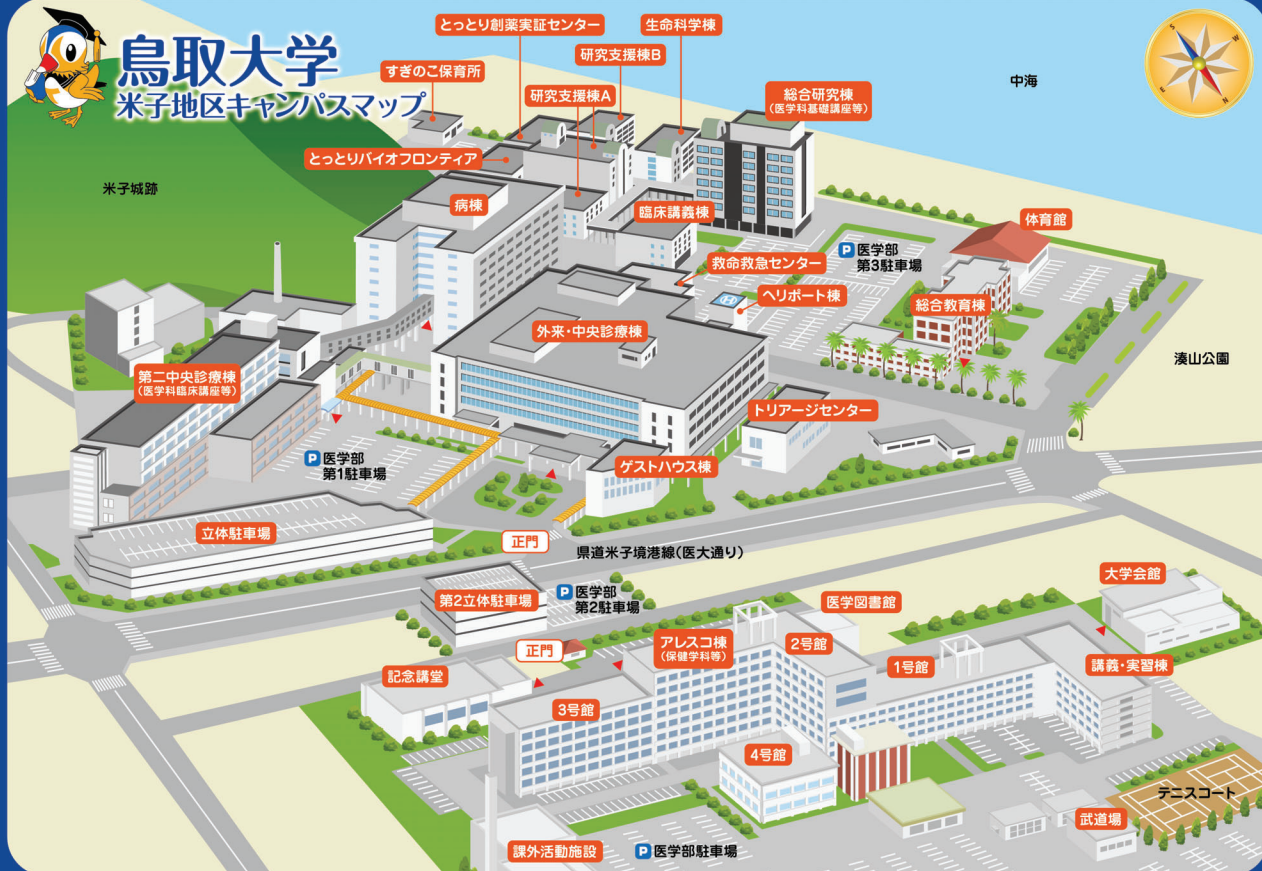 鳥取大学
米子地区キャンパスマップ
とっとり創薬実証センター
生命科学棟
研究支援棟B
すぎのこ保育所
研究支援棟A
総合研究棟
(医学科基礎講座等)
中海
S
W
E
N
とっとりバイオフロンティア
米子城跡
病棟
臨床講義棟
体育館
P 医学部
第3駐車場
救命救急センター
ヘリポート棟
H
総合教育棟
外来・中央診療棟
湊山公園
第二中央診療棟
(医学科臨床講座等)
トリアージセンター
P 医学部
第1駐車場
ゲストハウス棟
立体駐車場
正門
県道米子境港線(医大通り)
第2立体駐車場
P 医学部
第2駐車場
医学図書館
大学会館
正門
アレスコ棟
(保健学科等)
2号館
1号館
講義・実習棟
記念講堂
3号館
4号館
テニスコート
武道場
課外活動施設
P 医学部駐車場